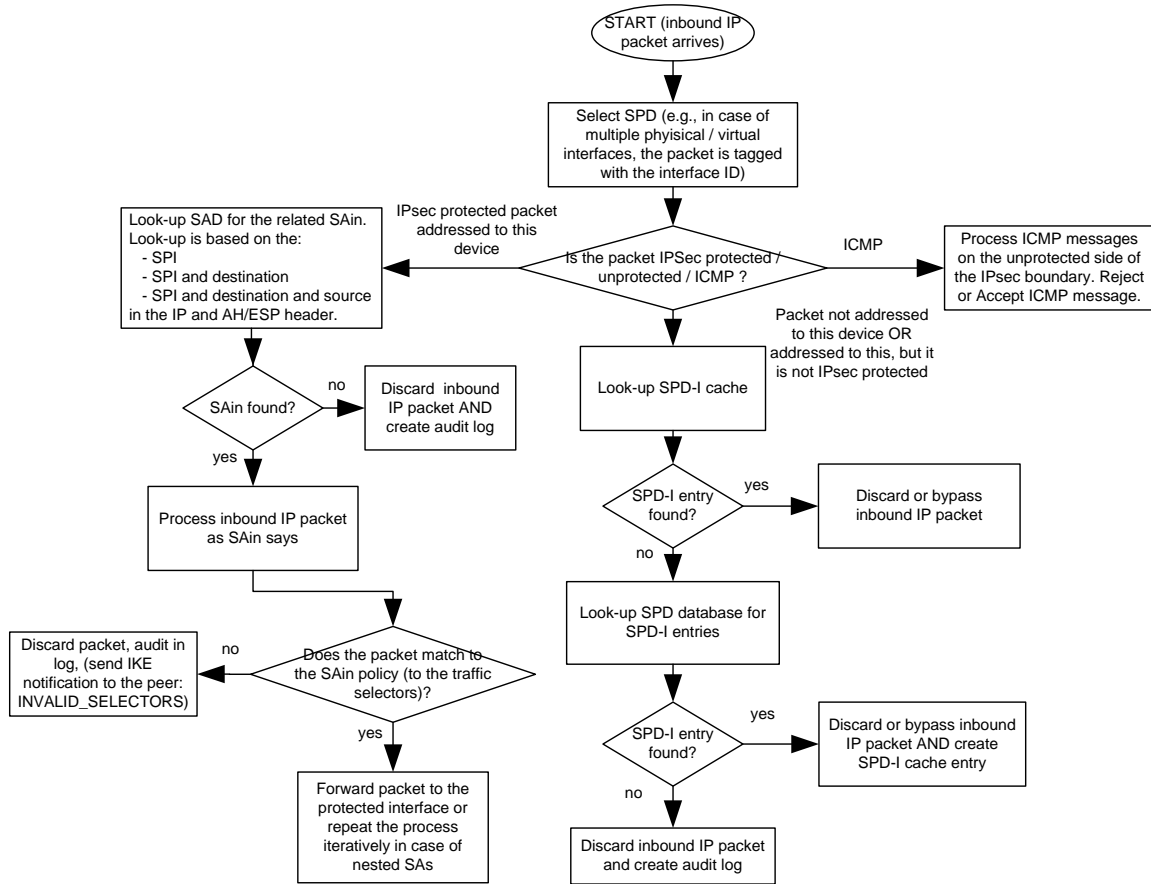 START (inbound IP
packet arrives)
Select SPD (e.g., in case of
multiple phyisical / virtual
interfaces, the packet is tagged
with the interface ID)
Look-up SAD for the related SAin.
Look-up is based on the:
- SPI
- SPI and destination
- SPI and destination and source
in the IP and AH/ESP header.
IPsec protected packet
addressed to this
device
Is the packet IPSec protected /
unprotected / ICMP ?
ICMP
Process ICMP messages
on the unprotected side of
the IPsec boundary. Reject
or Accept ICMP message.
Packet not addressed
to this device OR
addressed to this, but it
is not IPsec protected
Look-up SPD-I cache
SAin found?
no
Discard inbound
IP packet AND
create audit log
yes
Process inbound IP packet
as SAin says
SPD-I entry
found?
yes
Discard or bypass
inbound IP packet
no
Look-up SPD database for
SPD-I entries
Discard packet, audit in
log, (send IKE
notification to the peer:
INVALID_SELECTORS)
no
Does the packet match to
the SAin policy (to the traffic
selectors)?
yes
Forward packet to the
protected interface or
repeat the process
iteratively in case of
nested SAs
SPD-I entry
found?
yes
Discard or bypass inbound
IP packet AND create
SPD-I cache entry
no
Discard inbound IP packet
and create audit log